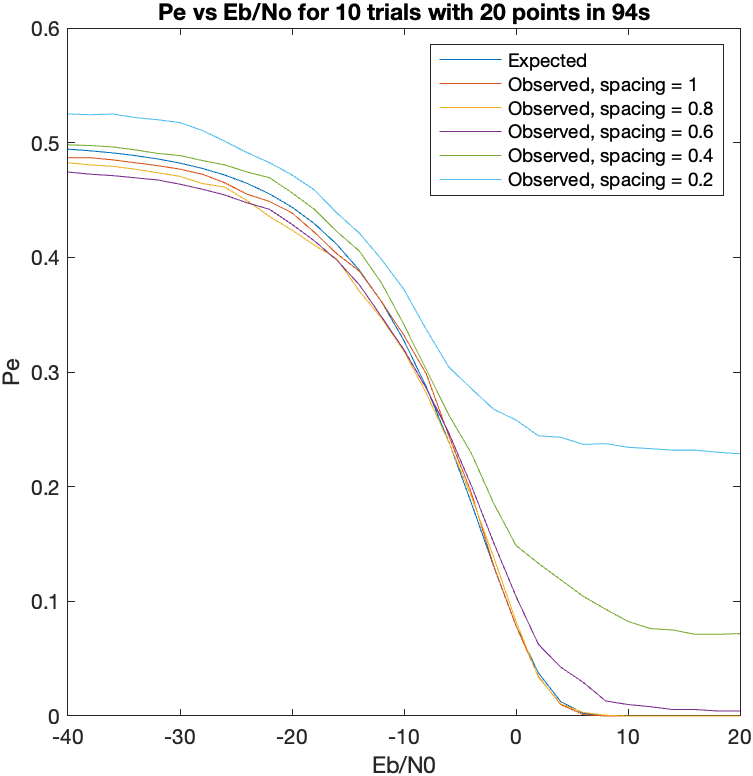 Pe vs Eb/No for 10 trials with 20 points in 94s
0.6
0.5
0.4
0.3
0.2
0.1
0
Pe
Expected
Observed, spacing = 1
Observed, spacing = 0.8
Observed, spacing = 0.6
Observed, spacing = 0.4
Observed, spacing = 0.2
-40 -30 -20 -10 0 10 20
Eb/N0